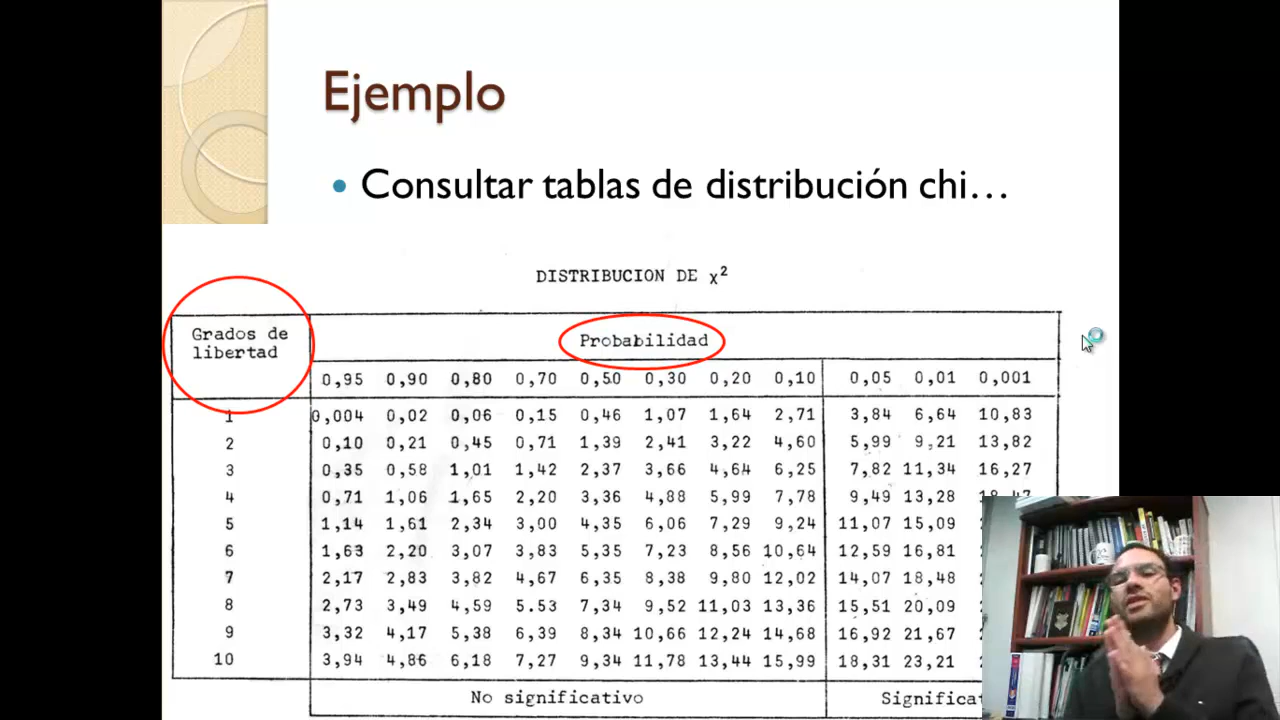 Ejemplo
• Consultar tablas de distribución chi…
DISTRIBUCION DE χ²
Grados de libertad
Probabilidad
0,95 0,90 0,80 0,70 0,50 0,30 0,20 0,10 0,05 0,01 0,001
1 0,004 0,02 0,06 0,15 0,46 1,07 1,64 2,71 3,84 6,64 10,83
2 0,10 0,21 0,45 0,71 1,39 2,41 3,22 4,60 5,99 9,21 13,82
3 0,35 0,58 1,01 1,42 2,37 3,66 4,64 6,25 7,82 11,34 16,27
4 0,71 1,06 1,65 2,20 3,36 4,88 5,99 7,78 9,49 13,28
5 1,14 1,61 2,34 3,00 4,35 6,06 7,29 9,24 11,07 15,09
6 1,63 2,20 3,07 3,83 5,35 7,23 8,56 10,64 12,59 16,81
7 2,17 2,83 3,82 4,67 6,35 8,38 9,80 12,02 14,07 18,48
8 2,73 3,49 4,59 5.53 7,34 9,52 11,03 13,36 15,51 20,09
9 3,32 4,17 5,38 6,39 8,34 10,66 12,24 14,68 16,92 21,67
10 3,94 4,86 6,18 7,27 9,34 11,78 13,44 15,99 18,31 23,21
No significativo Significat